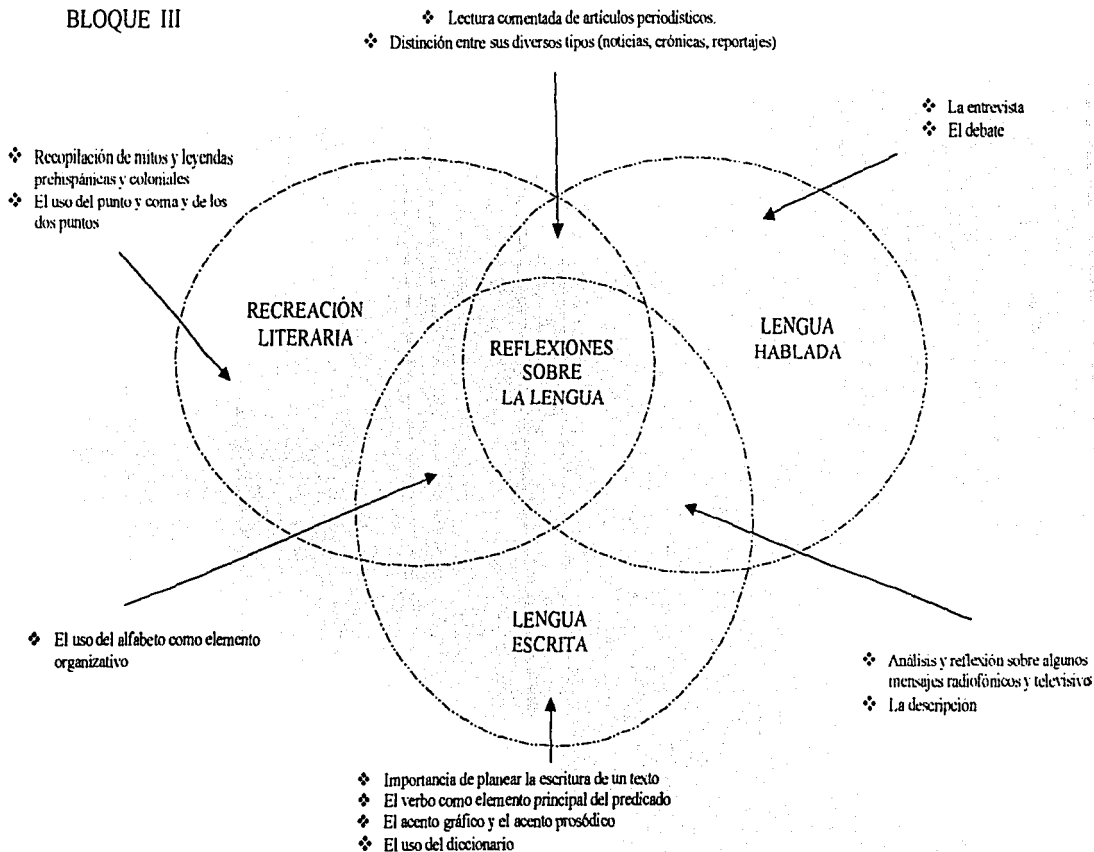 BLOQUE III
❖ Lectura comentada de artículos periodísticos.
❖ Distinción entre sus diversos tipos (noticias, crónicas, reportajes)
❖ La entrevista
❖ El debate
❖ Recopilación de mitos y leyendas
prehispánicas y coloniales
❖ El uso del punto y coma y de los
dos puntos
RECREACIÓN
LITERARIA
REFLEXIONES
SOBRE
LA LENGUA
LENGUA
HABLADA
LENGUA
ESCRITA
❖ El uso del alfabeto como elemento
organizativo
❖ Análisis y reflexión sobre algunos
mensajes radiofónicos y televisivo
❖ La descripción
❖ Importancia de planear la escritura de un texto
❖ El verbo como elemento principal del predicado
❖ El acento gráfico y el acento prosódico
❖ El uso del diccionario